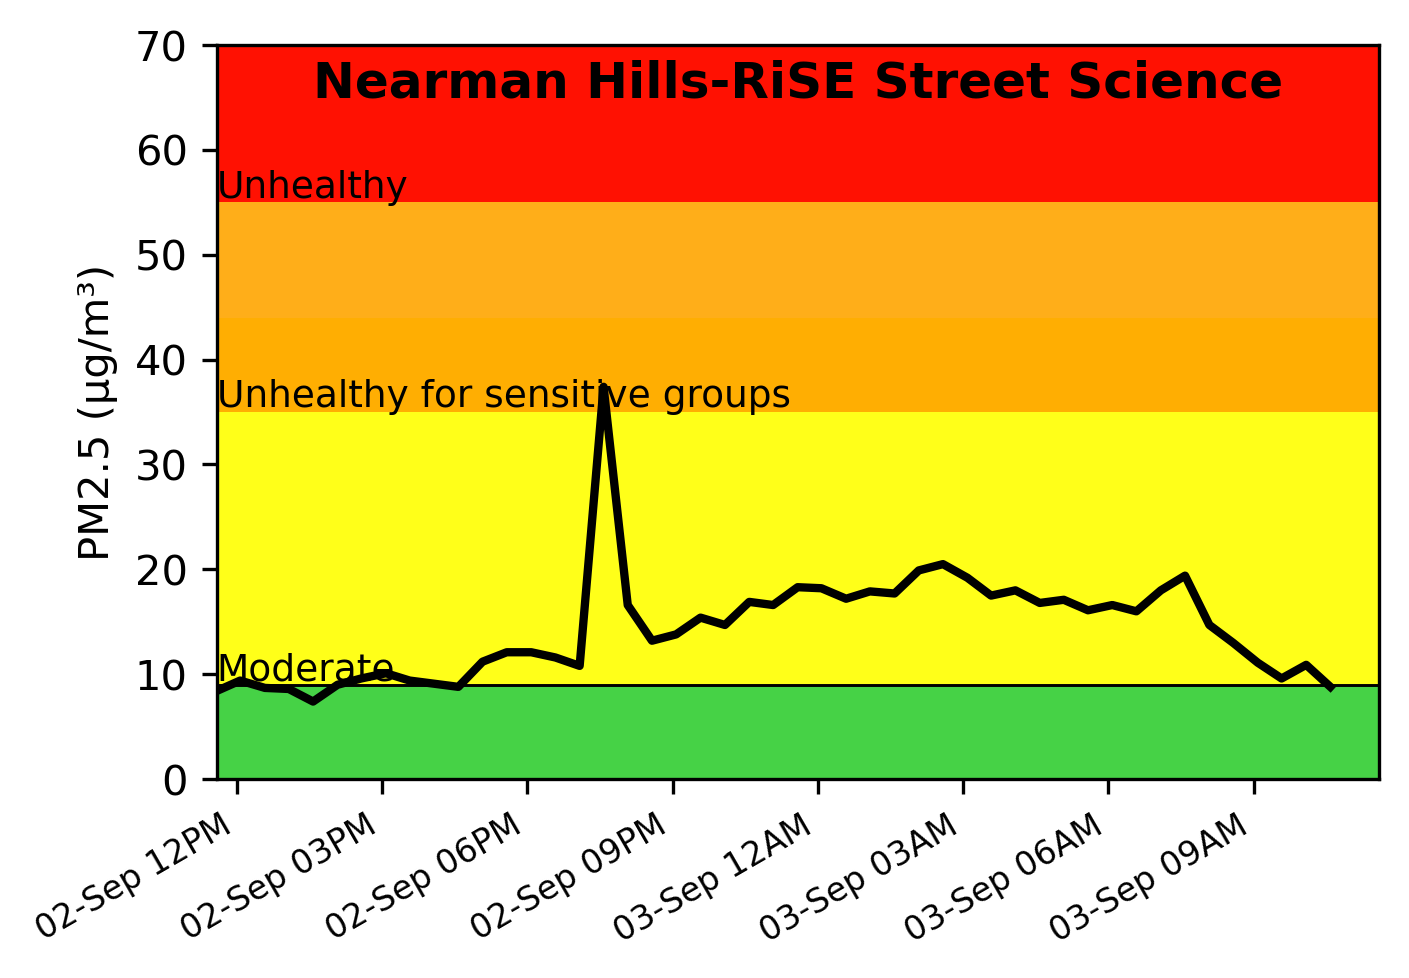 Nearman Hills-RiSE Street Science
70
60
Unhealthy
50
40
Unhealthy for sensitive groups
30
20
10
Moderate
0
PM2.5 (µg/m³)
02-Sep 12PM
02-Sep 03PM
02-Sep 06PM
02-Sep 09PM
03-Sep 12AM
03-Sep 03AM
03-Sep 06AM
03-Sep 09AM